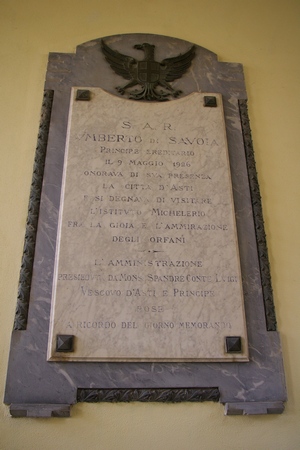 S. A. R.
UMBERTO DI SAVOIA
PRINCIPE EREDITARIO
IL 9 MAGGIO 1926
ONORAVA DI SUA PRESENZA
LA CITTÀ D'ASTI
E SI DEGNAVA DI VISITARE
L'ISTITUTO MICHELERIO
TRA LA GIOIA E L'AMMIRAZIONE
DEGLI ORFANI
L'AMMINISTRAZIONE
PRESIEDUTA DA MONS. SPANDRE CONTE LUIGI
VESCOVO D'ASTI E PRINCIPE
POSE
A RICORDO DEL GIORNO MEMORANDO